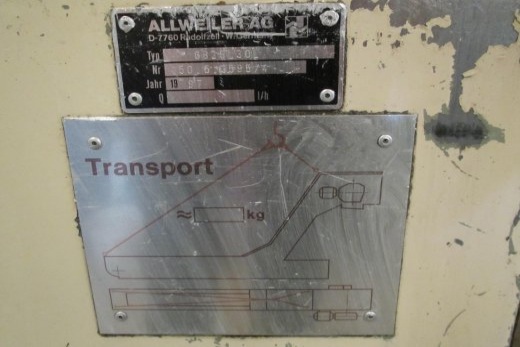 ALLWEILER AG
D-7760 Radolfzell · W. Germany
Typ
Nr
Jahr 19
Q l/h
Transport
≈ kg